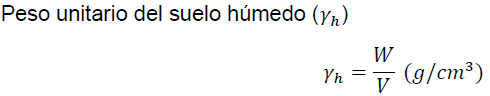 Peso unitario del suelo húmedo (γₕ)
γₕ = W/V (g/cm³)